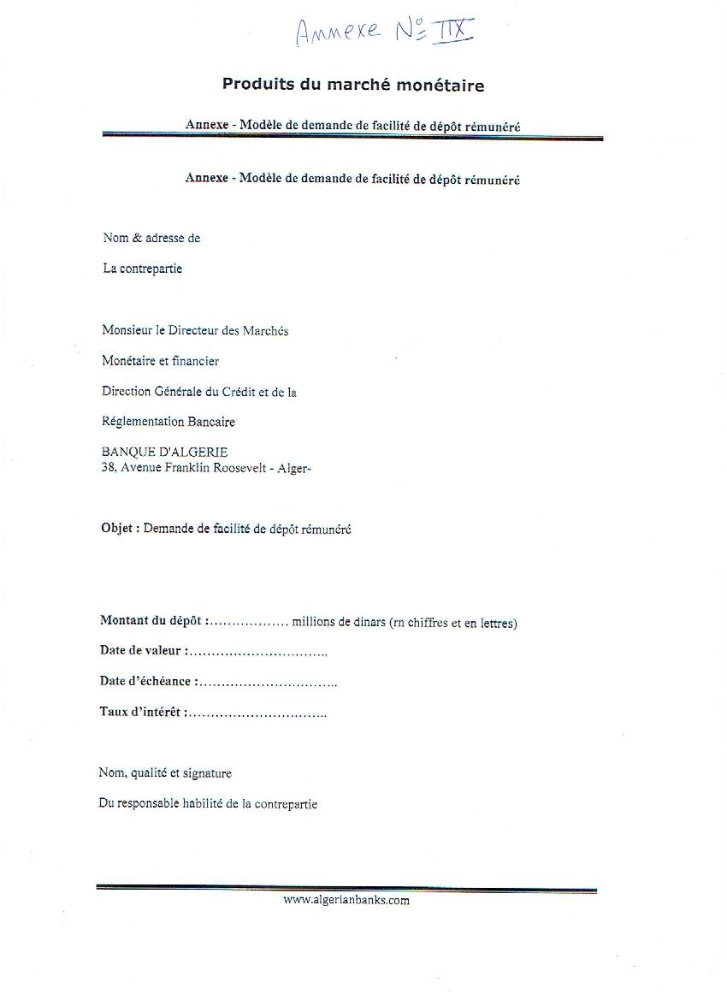 Annexe N° IIX
Produits du marché monétaire
Annexe - Modèle de demande de facilité de dépôt rémunéré
Annexe - Modèle de demande de facilité de dépôt rémunéré
Nom & adresse de
La contrepartie
Monsieur le Directeur des Marchés
Monétaire et financier
Direction Générale du Crédit et de la
Réglementation Bancaire
BANQUE D'ALGERIE
38, Avenue Franklin Roosevelt - Alger-
Objet : Demande de facilité de dépôt rémunéré
Montant du dépôt :.................. millions de dinars (rn chiffres et en lettres)
Date de valeur :...............................
Date d’échéance :...............................
Taux d’intérêt :...............................
Nom, qualité et signature
Du responsable habilité de la contrepartie
www.algerianbanks.com